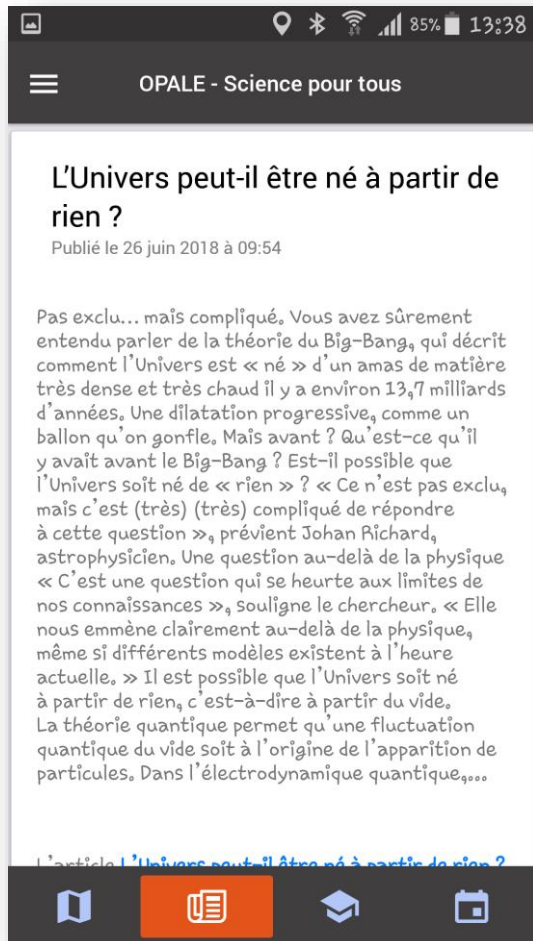 85% 13:38
OPALE - Science pour tous
L'Univers peut-il être né à partir de
rien ?
Publié le 26 juin 2018 à 09:54
Pas exclu... mais compliqué. Vous avez sûrement
entendu parler de la théorie du Big-Bang, qui décrit
comment l'Univers est « né » d'un amas de matière
très dense et très chaud il y a environ 13,7 milliards
d'années. Une dilatation progressive, comme un
ballon qu'on gonfle. Mais avant ? Qu'est-ce qu'il
y avait avant le Big-Bang ? Est-il possible que
l'Univers soit né de « rien » ? « Ce n'est pas exclu,
mais c'est (très) (très) compliqué de répondre
à cette question », prévient Johan Richard,
astrophysicien. Une question au-delà de la physique
« C'est une question qui se heurte aux limites de
nos connaissances », souligne le chercheur. « Elle
nous emmène clairement au-delà de la physique,
même si différents modèles existent à l'heure
actuelle. » Il est possible que l'Univers soit né
à partir de rien, c'est-à-dire à partir du vide.
La théorie quantique permet qu'une fluctuation
quantique du vide soit à l'origine de l'apparition de
particules. Dans l'électrodynamique quantique,...
L'article L'Univers peut-il être né à partir de rien ?